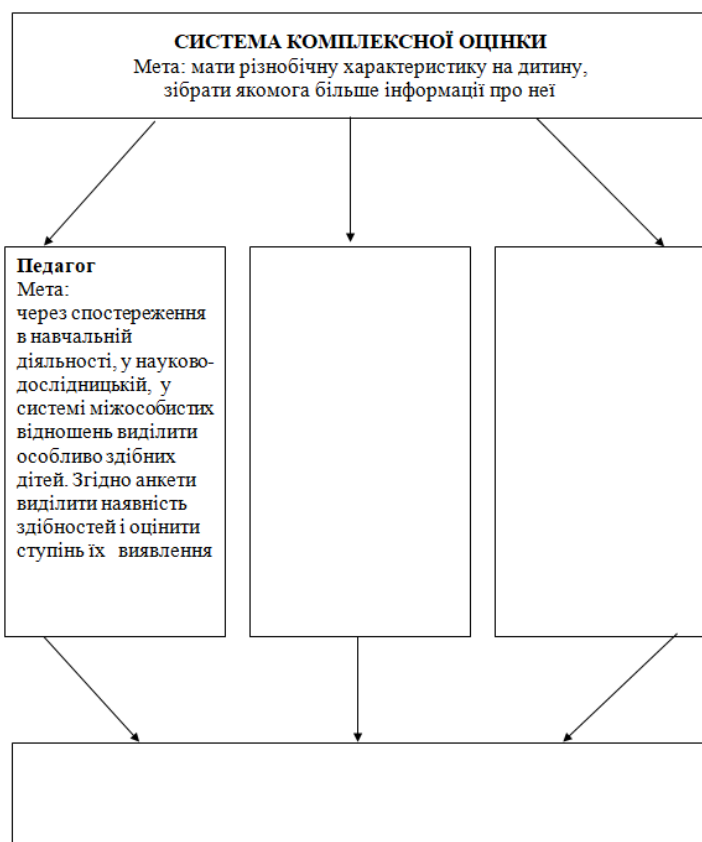 СИСТЕМА КОМПЛЕКСНОЇ ОЦІНКИ
Мета: мати різнобічну характеристику на дитину,
зібрати якомога більше інформації про неї
Педагог
Мета:
через спостереження
в навчальній
діяльності, у науково-
дослідницькій, у
системі міжособистих
відношень виділити
особливо здібних
дітей. Згідно анкети
виділити наявність
здібностей і оцінити
ступінь їх виявлення